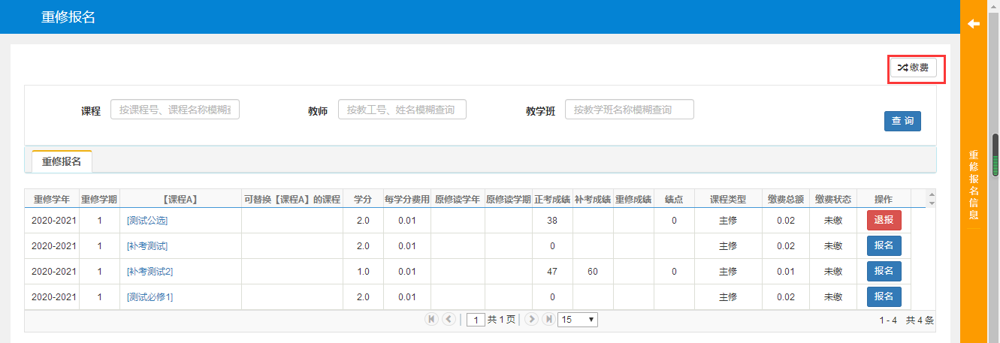 重修报名
缴费
课程 按课程号、课程名称模糊查 教师 按教工号、姓名模糊查询 教学班 按教学班名称模糊查询
查 询
重修报名
重修学年 重修学期 【课程A】 可替换【课程A】的课程 学分 每学分费用 原修读学年 原修读学期 正考成绩 补考成绩 重修成绩 绩点 课程类型 缴费总额 缴费状态 操作
2020-2021 1 [测试公选] 2.0 0.01 38 0 主修 0.02 未缴 退报
2020-2021 1 [补考测试] 2.0 0.01 0 主修 0.02 未缴 报名
2020-2021 1 [补考测试2] 1.0 0.01 47 60 0 主修 0.01 未缴 报名
2020-2021 1 [测试必修1] 2.0 0.01 0 主修 0.02 未缴 报名
1 共 1 页 15 1 - 4 共 4 条
重修报名信息